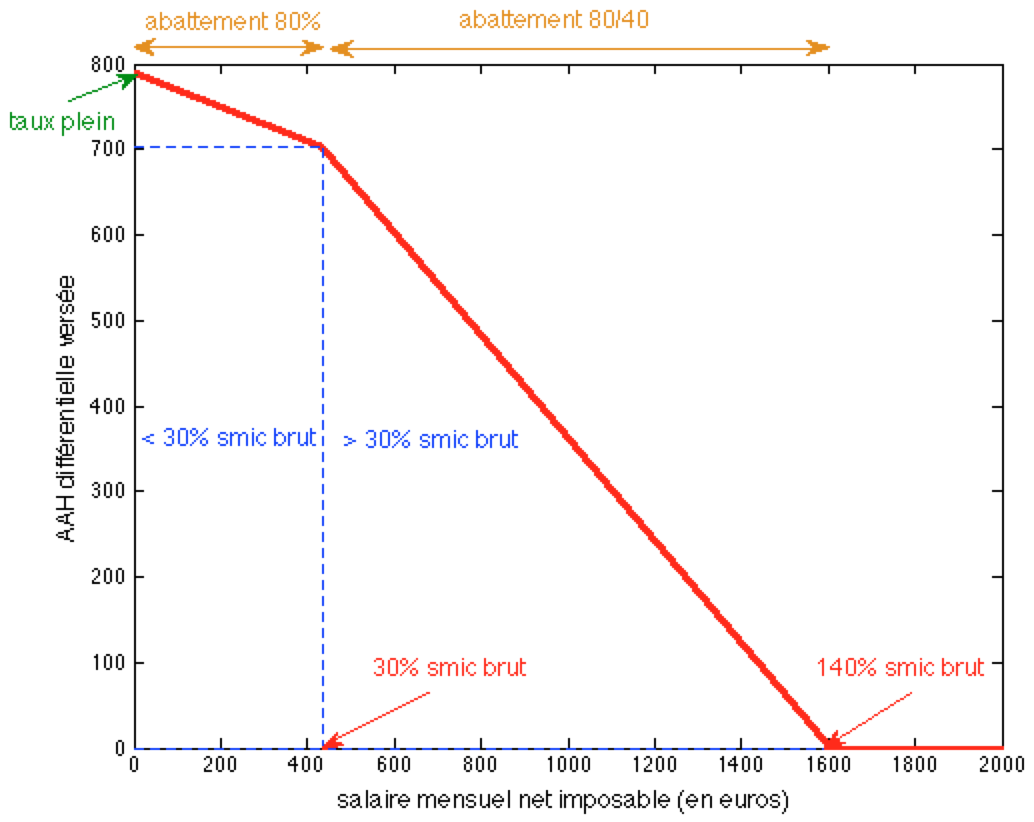 abattement 80%
abattement 80/40
800
taux plein
700
600
500
400
300
200
100
0
AAH différentielle versée
< 30% smic brut
> 30% smic brut
30% smic brut
140% smic brut
0 200 400 600 800 1000 1200 1400 1600 1800 2000
salaire mensuel net imposable (en euros)